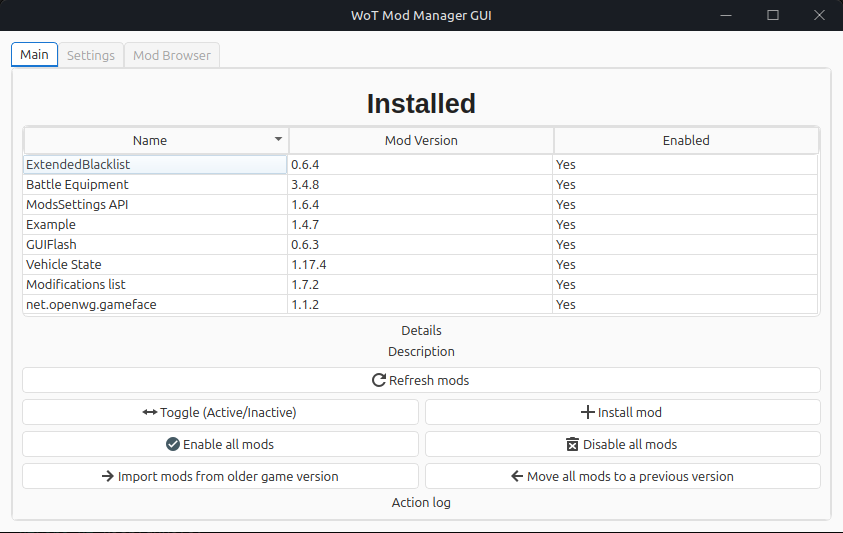 WoT Mod Manager GUI
Main Settings Mod Browser
Installed
Name Mod Version Enabled
ExtendedBlacklist 0.6.4 Yes
Battle Equipment 3.4.8 Yes
ModsSettings API 1.6.4 Yes
Example 1.4.7 Yes
GUIFlash 0.6.3 Yes
Vehicle State 1.17.4 Yes
Modifications list 1.7.2 Yes
net.openwg.gameface 1.1.2 Yes
Details
Description
Refresh mods
Toggle (Active/Inactive) Install mod
Enable all mods Disable all mods
Import mods from older game version Move all mods to a previous version
Action log